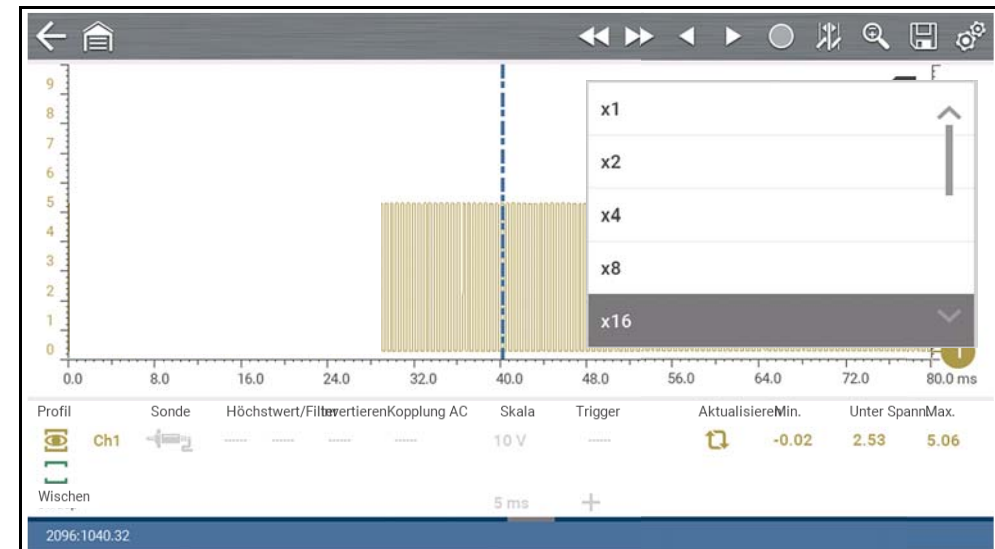 x1
x2
x4
x8
x16
9
8
7
6
5
4
3
2
1
0
1
0.0 8.0 16.0 24.0 32.0 40.0 48.0 56.0 64.0 72.0 80.0 ms
Profil Sonde Höchstwert/Filter Invertieren Kopplung AC Skala Trigger Aktualisieren Min. Unter Spann Max.
Ch1 ------ ------ ------ ------ 10 V ------ -0.02 2.53 5.06
Wischen 5 ms
2096:1040.32